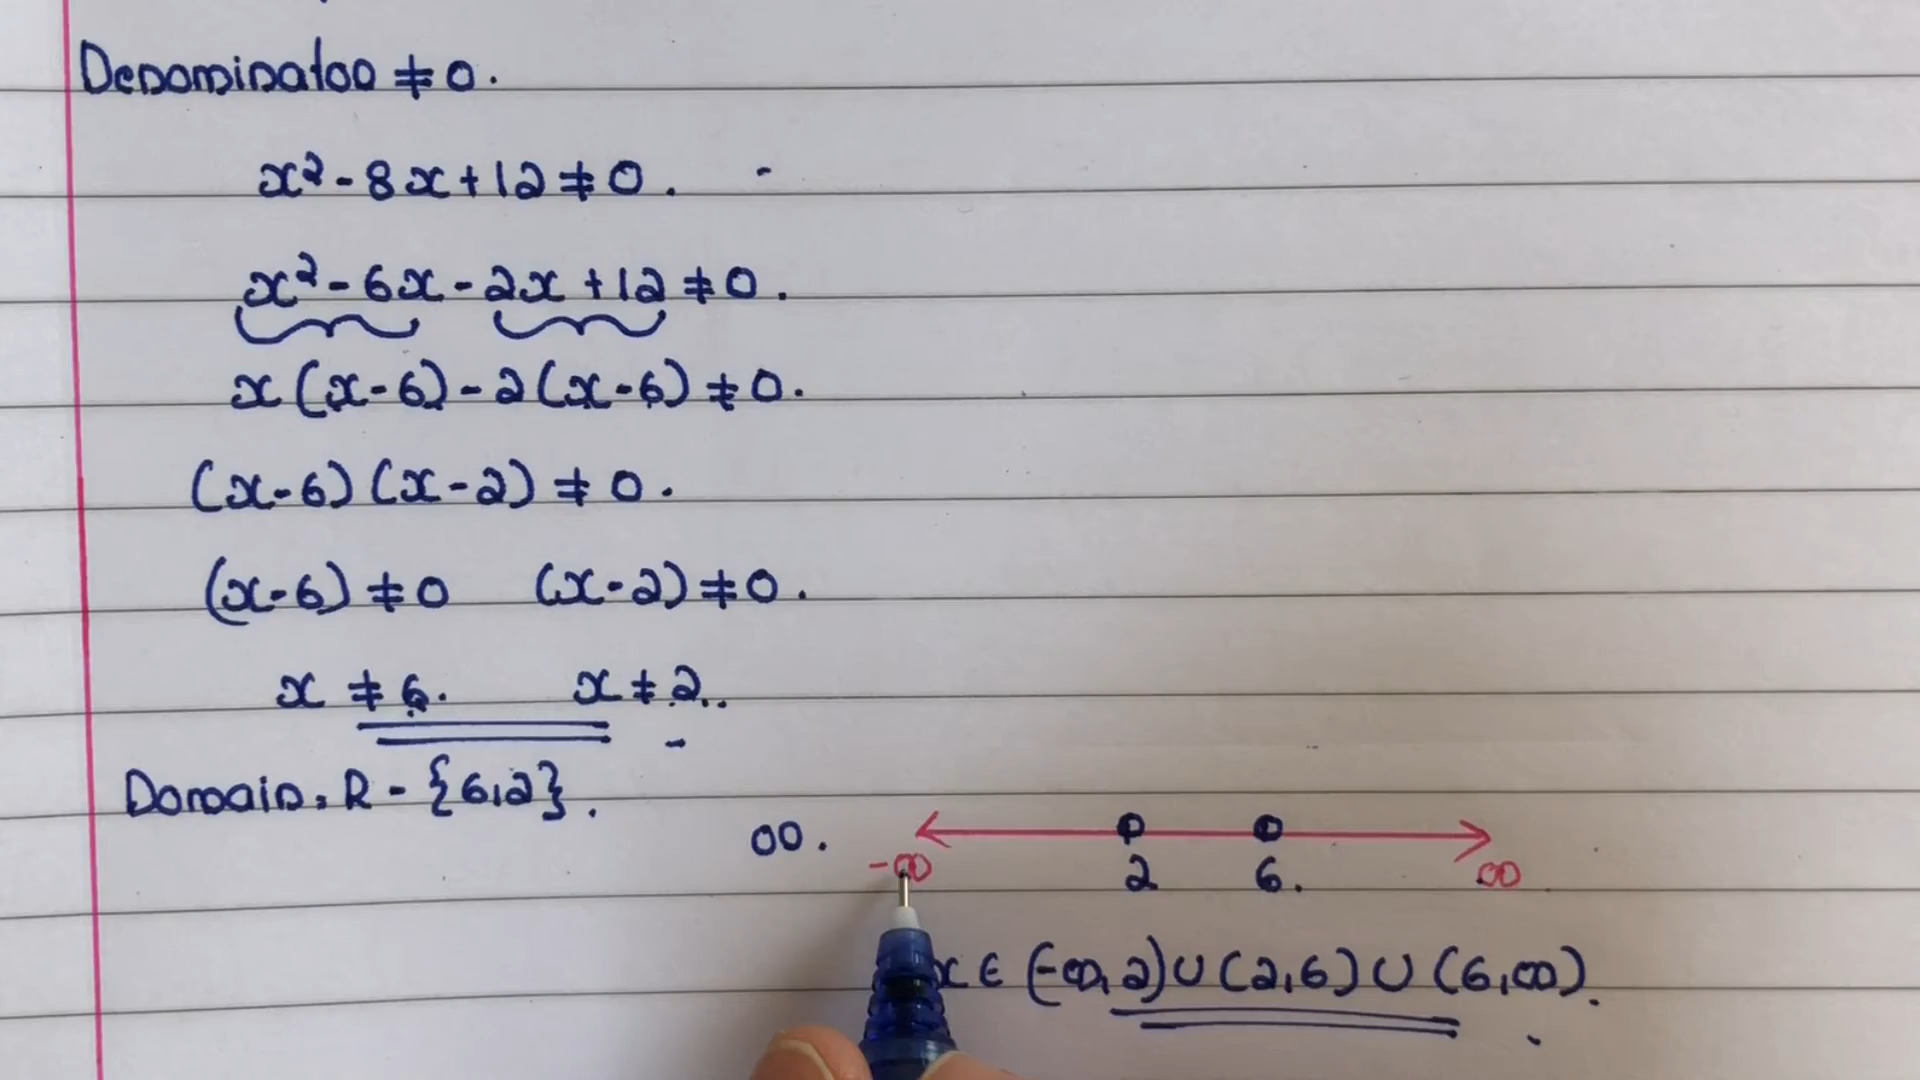 Denominator ≠ 0.
x² - 8x + 12 ≠ 0.
x² - 6x - 2x + 12 ≠ 0.
x (x - 6) - 2 (x - 6) ≠ 0.
(x - 6) (x - 2) ≠ 0.
(x - 6) ≠ 0 (x - 2) ≠ 0.
x ≠ 6. x ≠ 2.
Domain: R - {6,2}.
∞.
-∞ 2 6. ∞
x ∈ (-∞, 2) ∪ (2,6) ∪ (6,∞).